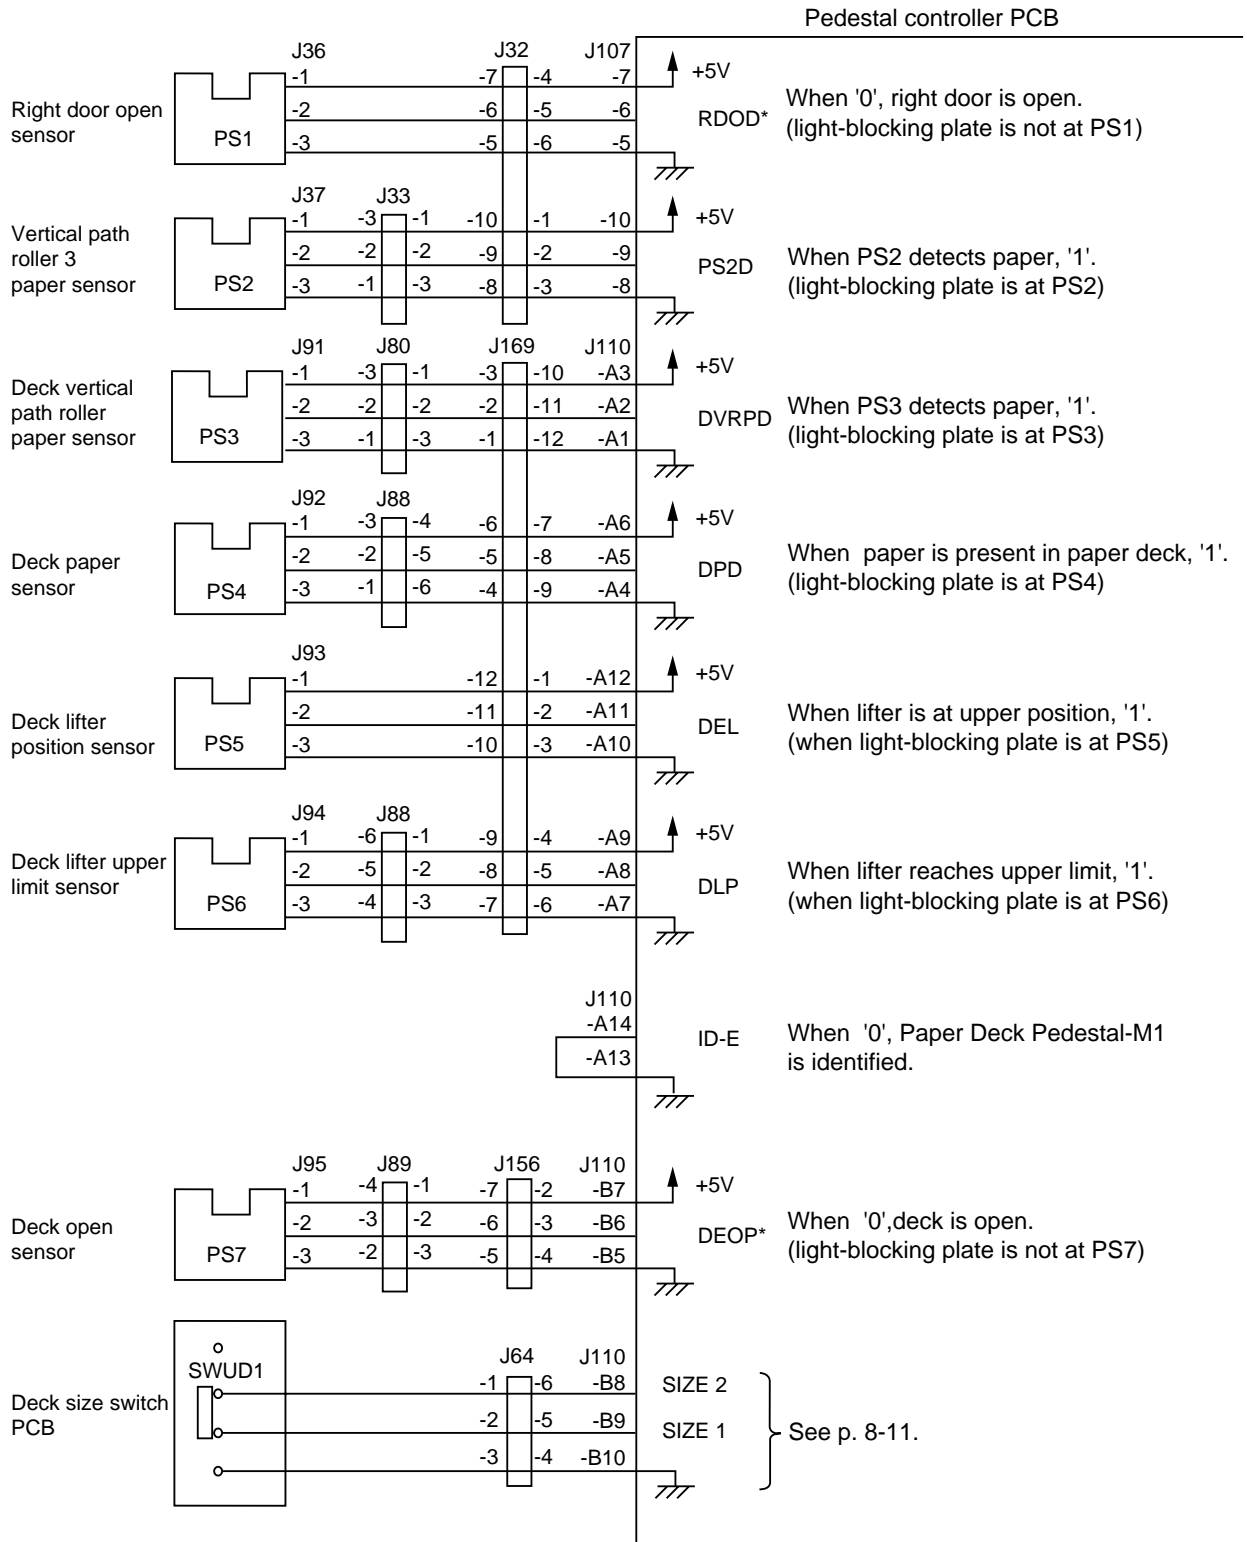 Pedestal controller PCB
J36 J32 J107
-1 -7 -4 -7 +5V
Right door open
sensor
PS1
-2 -6 -5 -6 RDOD*
-3 -5 -6 -5
When '0', right door is open.
(light-blocking plate is not at PS1)
J37 J33
-1 -3 -1 -10 -1 -10 +5V
Vertical path
roller 3
paper sensor
PS2
-2 -2 -2 -9 -2 -9 PS2D
-3 -1 -3 -8 -3 -8
When PS2 detects paper, '1'.
(light-blocking plate is at PS2)
J91 J80 J169 J110
-1 -3 -1 -3 -10 -A3 +5V
Deck vertical
path roller
paper sensor
PS3
-2 -2 -2 -2 -11 -A2 DVRPD
-3 -1 -3 -1 -12 -A1
When PS3 detects paper, '1'.
(light-blocking plate is at PS3)
J92 J88
-1 -3 -4 -6 -7 -A6 +5V
Deck paper
sensor
PS4
-2 -2 -5 -5 -8 -A5 DPD
-3 -1 -6 -4 -9 -A4
When paper is present in paper deck, '1'.
(light-blocking plate is at PS4)
J93
-1 -12 -1 -A12 +5V
Deck lifter
position sensor
PS5
-2 -11 -2 -A11 DEL
-3 -10 -3 -A10
When lifter is at upper position, '1'.
(when light-blocking plate is at PS5)
J94 J88
-1 -6 -1 -9 -4 -A9 +5V
Deck lifter upper
limit sensor
PS6
-2 -5 -2 -8 -5 -A8 DLP
-3 -4 -3 -7 -6 -A7
When lifter reaches upper limit, '1'.
(when light-blocking plate is at PS6)
J110
-A14
-A13
ID-E
When '0', Paper Deck Pedestal-M1
is identified.
J95 J89 J156 J110
-1 -4 -1 -7 -2 -B7 +5V
Deck open
sensor
PS7
-2 -3 -2 -6 -3 -B6 DEOP*
-3 -2 -3 -5 -4 -B5
When '0',deck is open.
(light-blocking plate is not at PS7)
Deck size switch
PCB
SWUD1
J64 J110
-1 -6 -B8 SIZE 2
-2 -5 -B9 SIZE 1
-3 -4 -B10
See p. 8-11.